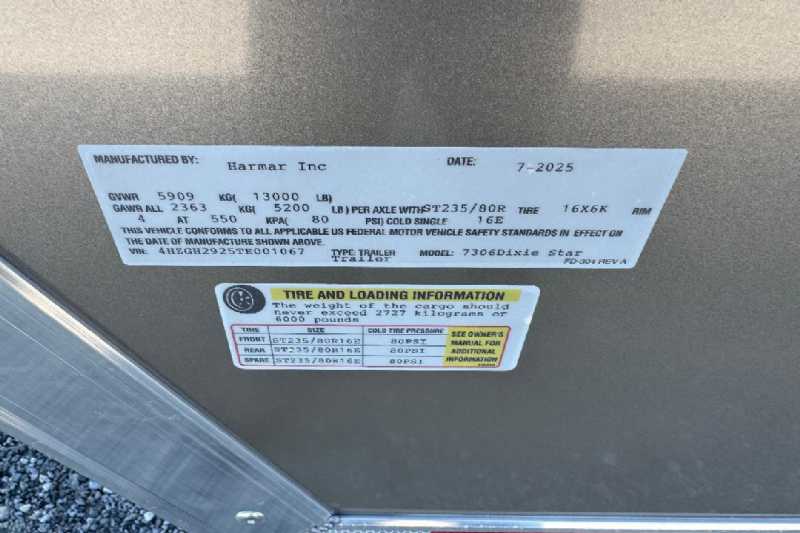 MANUFACTURED BY: Harmar Inc DATE: 7-2025
GVWR 5909 KG( 13000 LB)
GAWR ALL 2363 KG( 5200 LB) PER AXLE WITH ST235/80R TIRE 16X6K RIM
4 AT 550 KPA( 80 PSI) COLD SINGLE 16E
THIS VEHICLE CONFORMS TO ALL APPLICABLE US FEDERAL MOTOR VEHICLE SAFETY STANDARDS IN EFFECT ON
THE DATE OF MANUFACTURE SHOWN ABOVE.
VIN: 4HXGH2925TK001067 TYPE: TRAILER MODEL: 7306Dixie Star
Trailor FD-304 REV A
TIRE AND LOADING INFORMATION
The weight of the cargo should
never exceed 2727 kilograms or
6000 pounds
TIRE SIZE COLD TIRE PRESSURE
FRONT ST235/80R16E 80PSI
REAR ST235/80R16E 80PSI
SPARE ST235/80R16E 80PSI
SEE OWNER'S
MANUAL FOR
ADDITIONAL
INFORMATION